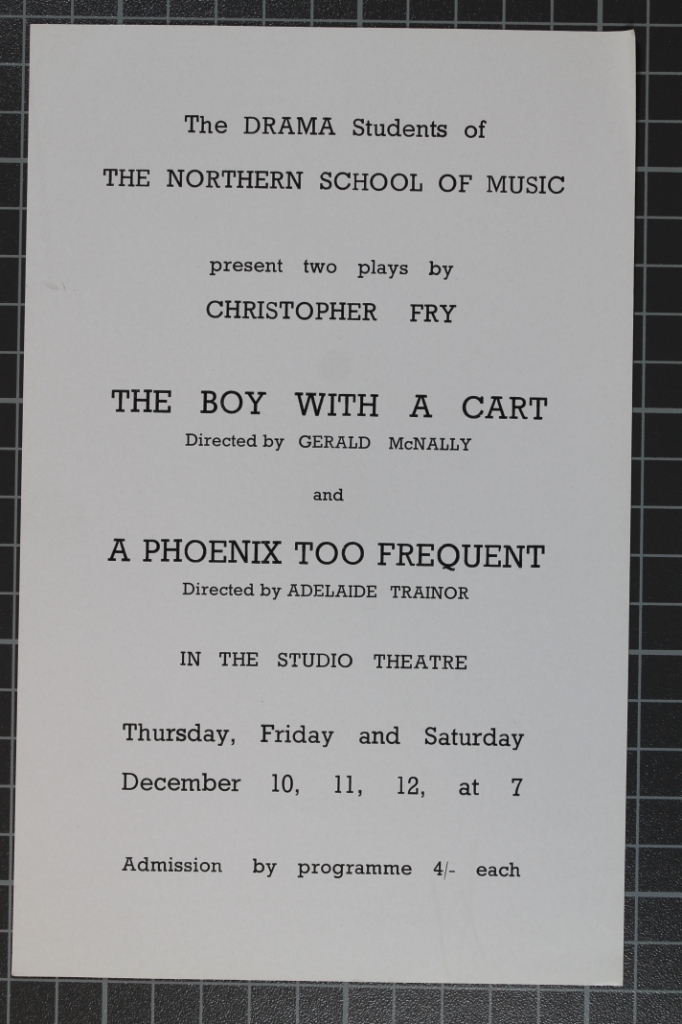 The DRAMA Students of
THE NORTHERN SCHOOL OF MUSIC
present two plays by
CHRISTOPHER FRY
THE BOY WITH A CART
Directed by GERALD McNALLY
and
A PHOENIX TOO FREQUENT
Directed by ADELAIDE TRAINOR
IN THE STUDIO THEATRE
Thursday, Friday and Saturday
December 10, 11, 12, at 7
Admission by programme 4/- each